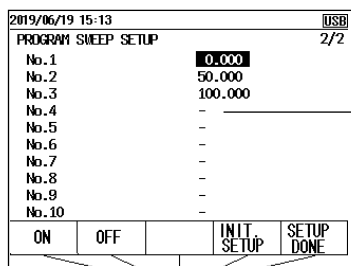 2019/06/19 15:13 USB
PROGRAM SWEEP SETUP 2/2
No.1 0.000
No.2 50.000
No.3 100.000
No.4 -
No.5 -
No.6 -
No.7 -
No.8 -
No.9 -
No.10 -
ON OFF INIT. SETUP SETUP DONE